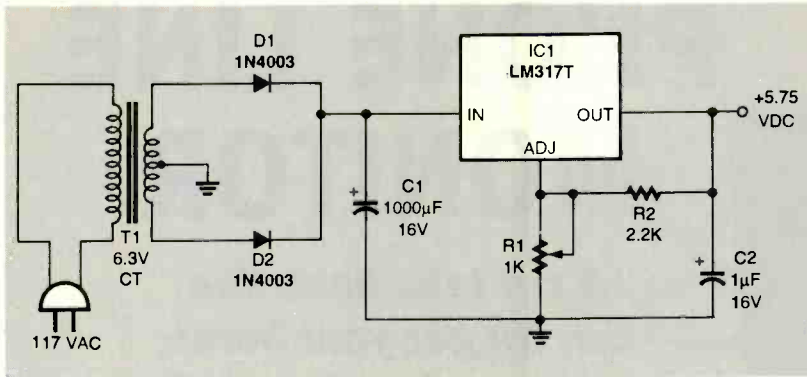 D1
1N4003
T1
6.3V
CT
117 VAC
D2
1N4003
C1
+
1000µF
16V
IC1
LM317T
IN
OUT
ADJ
R1
1K
R2
2.2K
+
C2
1µF
16V
+5.75
VDC